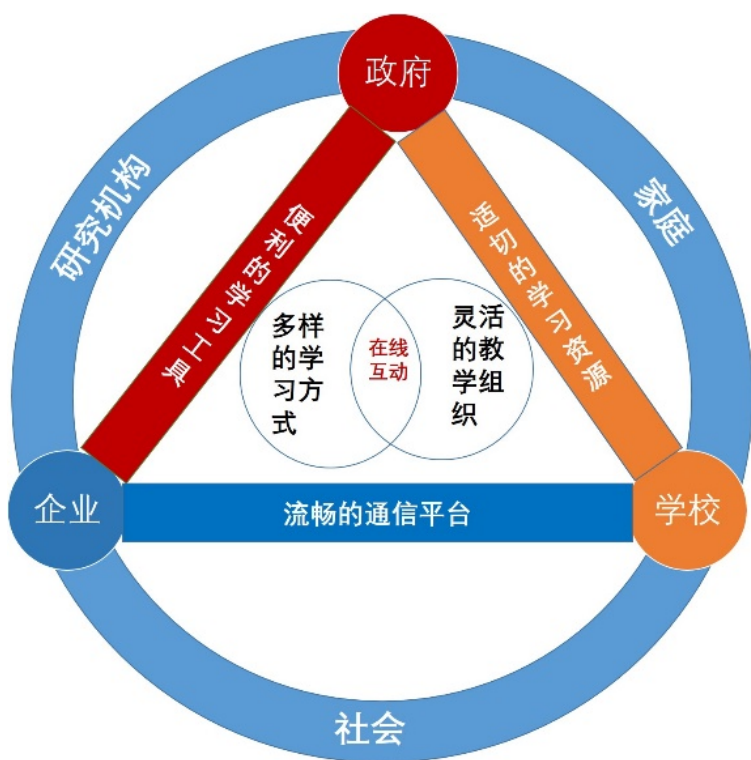 政府
研究机构
家庭
便利的学习工具
适切的学习资源
多样
的学
习方
式
在线
互动
灵活
的教
学组
织
企业
流畅的通信平台
学校
社会